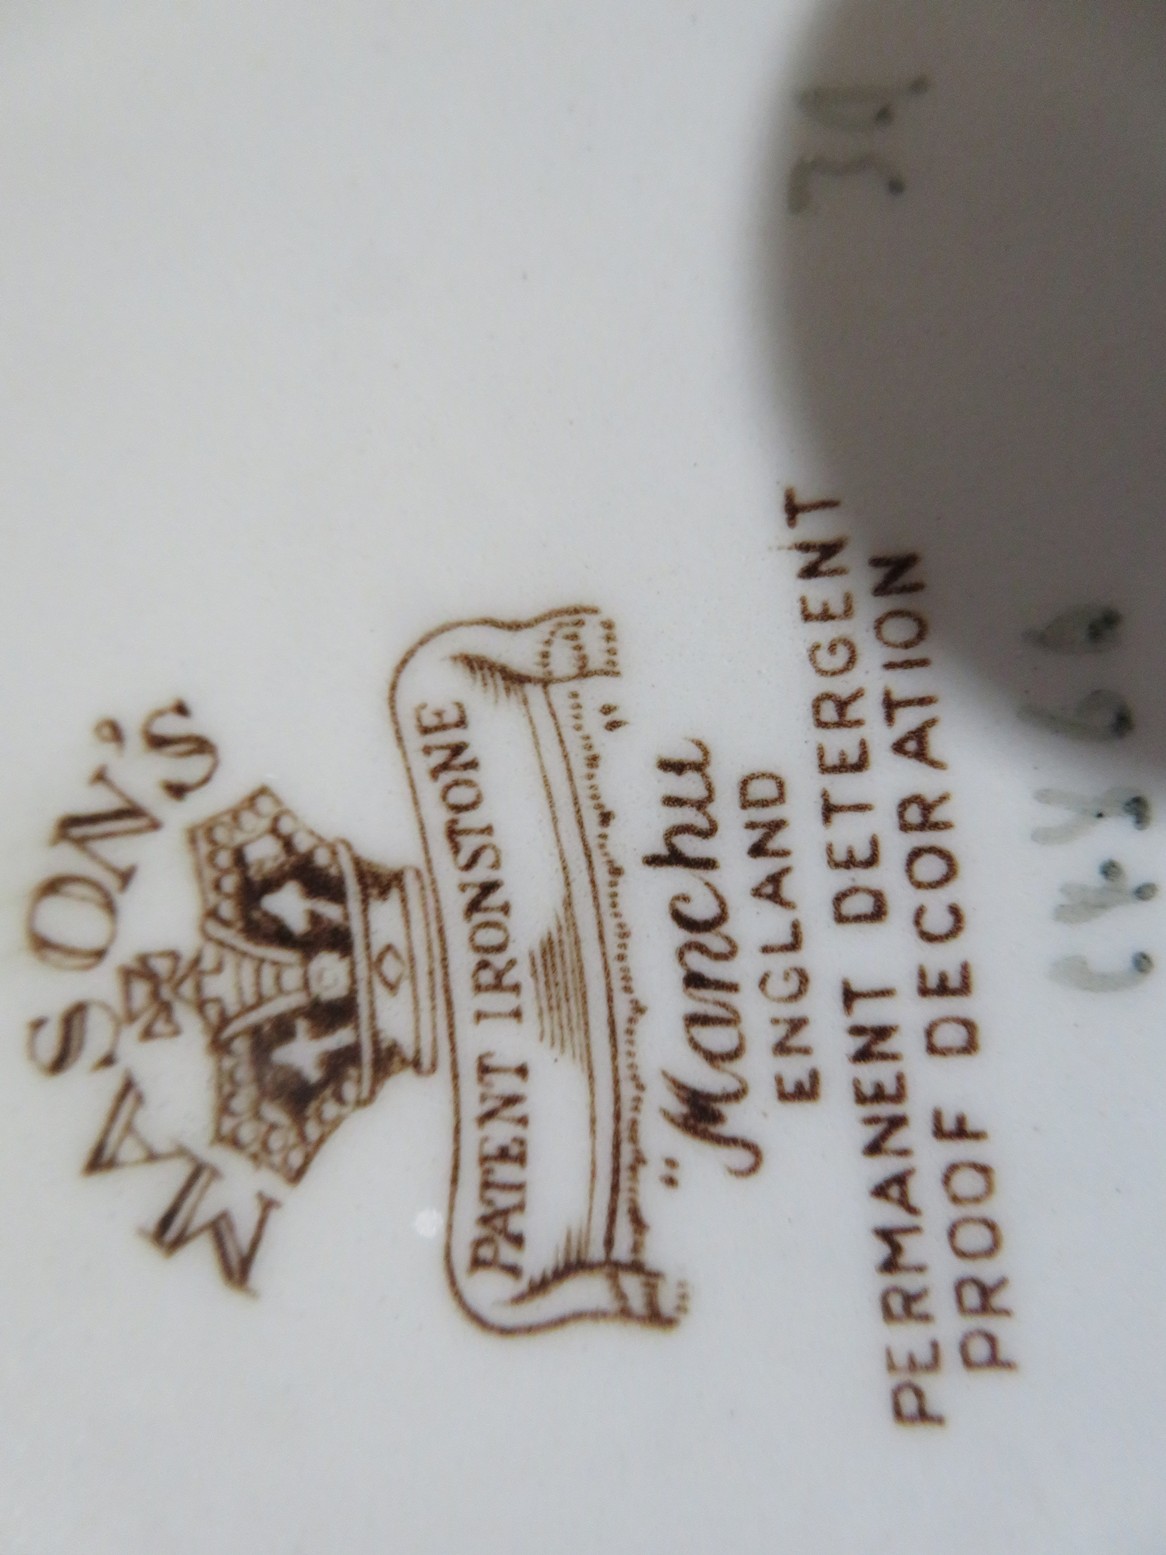 MASON'S
PATENT IRONSTONE
"Manchu"
ENGLAND
PERMANENT DETERGENT
PROOF DECORATION